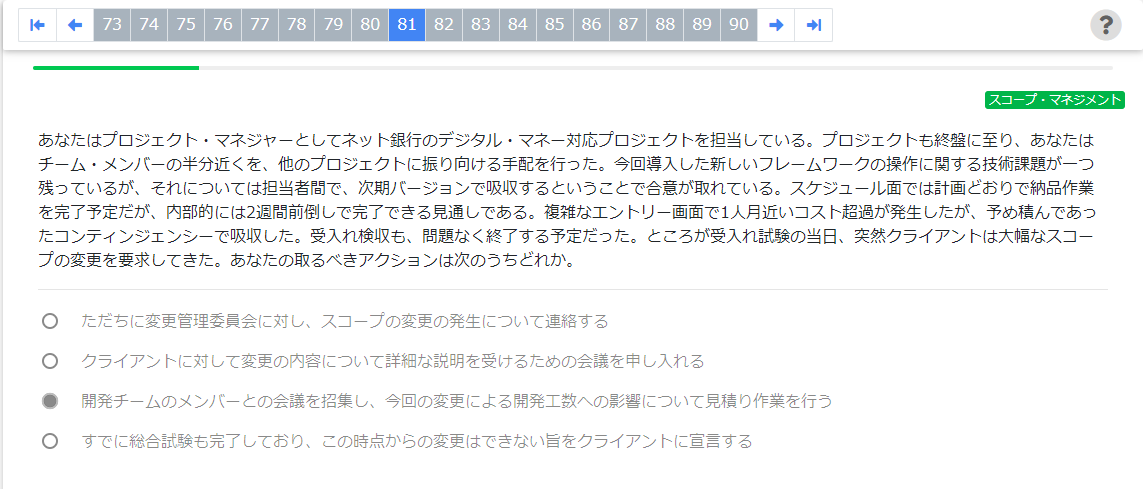 73 74 75 76 77 78 79 80 81 82 83 84 85 86 87 88 89 90 ?
スコープ・マネジメント
あなたはプロジェクト・マネジャーとしてネット銀行のデジタル・マネー対応プロジェクトを担当している。プロジェクトも終盤に至り、あなたは
チーム・メンバーの半分近くを、他のプロジェクトに振り向ける手配を行った。今回導入した新しいフレームワークの操作に関する技術課題が一つ
残っているが、それについては担当者間で、次期バージョンで吸収するということで合意が取れている。スケジュール面では計画どおりで納品作業
を完了予定だが、内部的には2週間前倒しで完了できる見通しである。複雑なエントリー画面で1人月近いコスト超過が発生したが、予め積んであっ
たコンティンジェンシーで吸収した。受入れ検収も、問題なく終了する予定だった。ところが受入れ試験の当日、突然クライアントは大幅なスコー
プの変更を要求してきた。あなたの取るべきアクションは次のうちどれか。
ただちに変更管理委員会に対し、スコープの変更の発生について連絡する
クライアントに対して変更の内容について詳細な説明を受けるための会議を申し入れる
開発チームのメンバーとの会議を招集し、今回の変更による開発工数への影響について見積り作業を行う
すでに総合試験も完了しており、この時点からの変更はできない旨をクライアントに宣言する